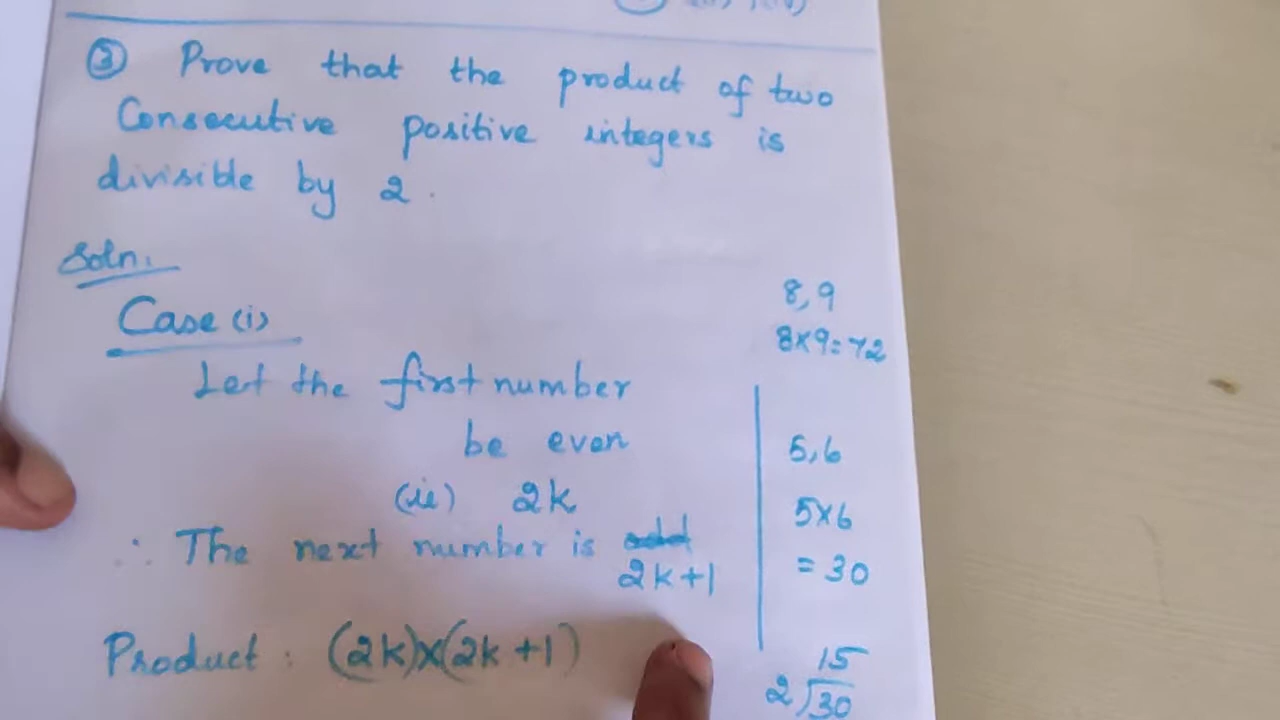 ③ Prove that the product of two
Consecutive positive integers is
divisible by 2.
Soln.
Case (i)
Let the first number
be even
(ie) 2k
∴ The next number is
2k+1
Product : (2k)×(2k+1)
8,9
8×9=72
5,6
5×6
=30
15
2)30